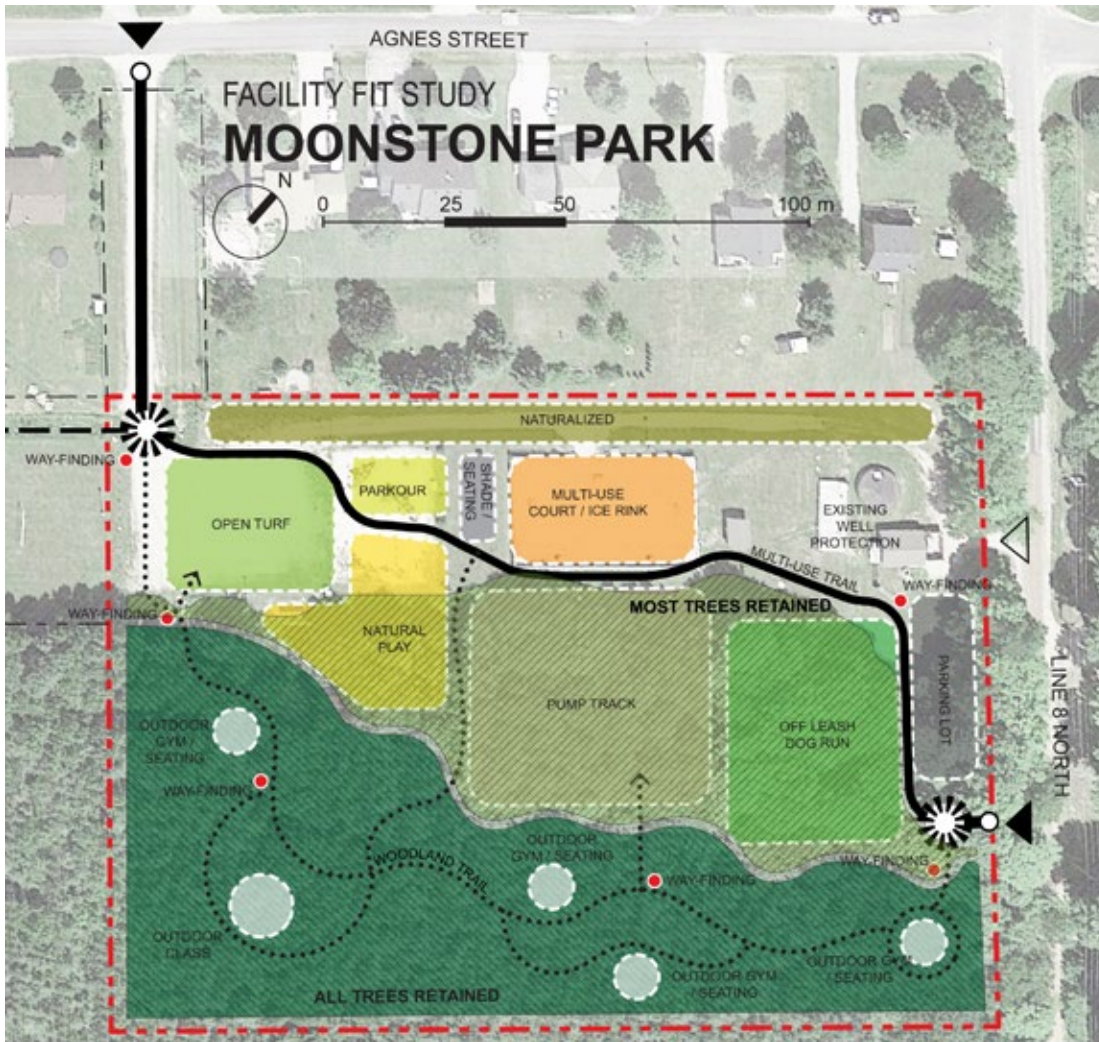 AGNES STREET
FACILITY FIT STUDY
MOONSTONE PARK
N
0 25 50 100 m
NATURALIZED
WAY-FINDING
OPEN TURF
PARKOUR
SHADE /
SEATING
MULTI-USE
COURT / ICE RINK
EXISTING
WELL
PROTECTION
MULTI-USE TRAIL
WAY-FINDING
WAY-FINDING
MOST TREES RETAINED
NATURAL
PLAY
PUMP TRACK
OFF LEASH
DOG RUN
PARKING LOT
LINE 8 NORTH
OUTDOOR
GYM /
SEATING
WAY-FINDING
WOODLAND TRAIL
OUTDOOR
GYM / SEATING
WAY-FINDING
WAY-FINDING
OUTDOOR
CLASS
OUTDOOR GYM
/ SEATING
OUTDOOR GYM
/ SEATING
ALL TREES RETAINED